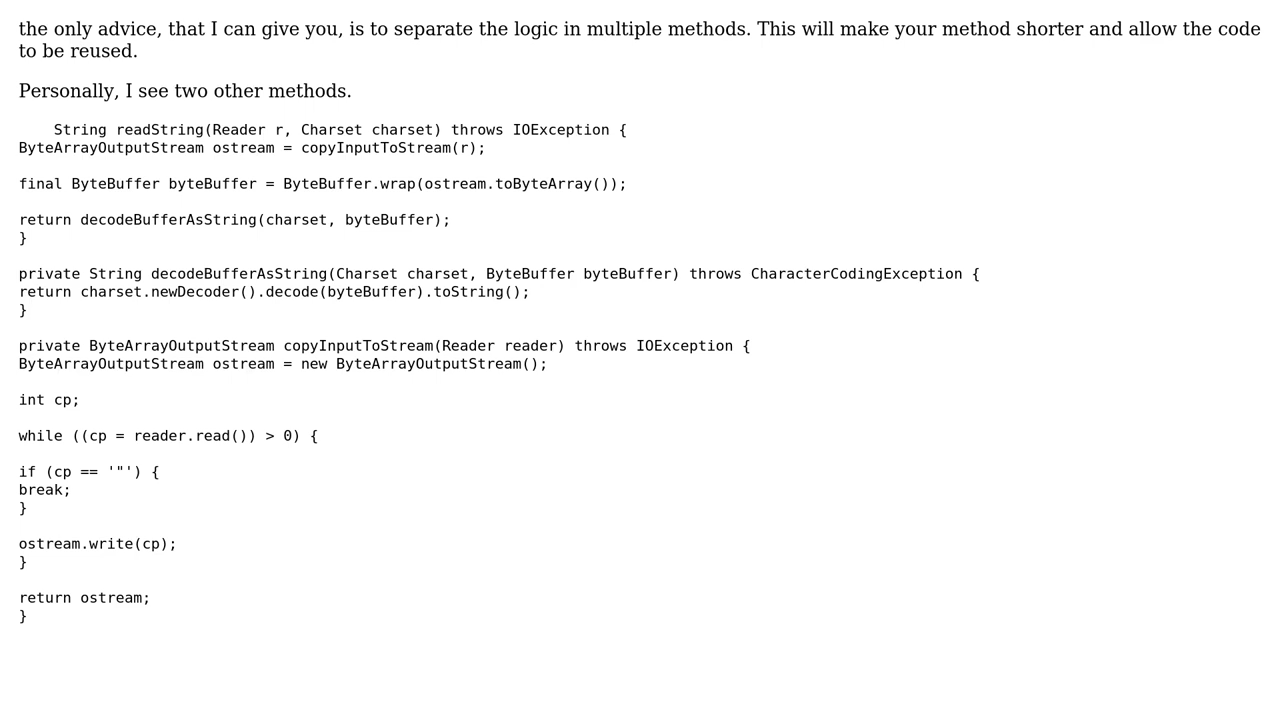 the only advice, that I can give you, is to separate the logic in multiple methods. This will make your method shorter and allow the code
to be reused.
Personally, I see two other methods.
    String readString(Reader r, Charset charset) throws IOException {
ByteArrayOutputStream ostream = copyInputToStream(r);
final ByteBuffer byteBuffer = ByteBuffer.wrap(ostream.toByteArray());
return decodeBufferAsString(charset, byteBuffer);
}
private String decodeBufferAsString(Charset charset, ByteBuffer byteBuffer) throws CharacterCodingException {
return charset.newDecoder().decode(byteBuffer).toString();
}
private ByteArrayOutputStream copyInputToStream(Reader reader) throws IOException {
ByteArrayOutputStream ostream = new ByteArrayOutputStream();
int cp;
while ((cp = reader.read()) > 0) {
if (cp == '"') {
break;
}
ostream.write(cp);
}
return ostream;
}